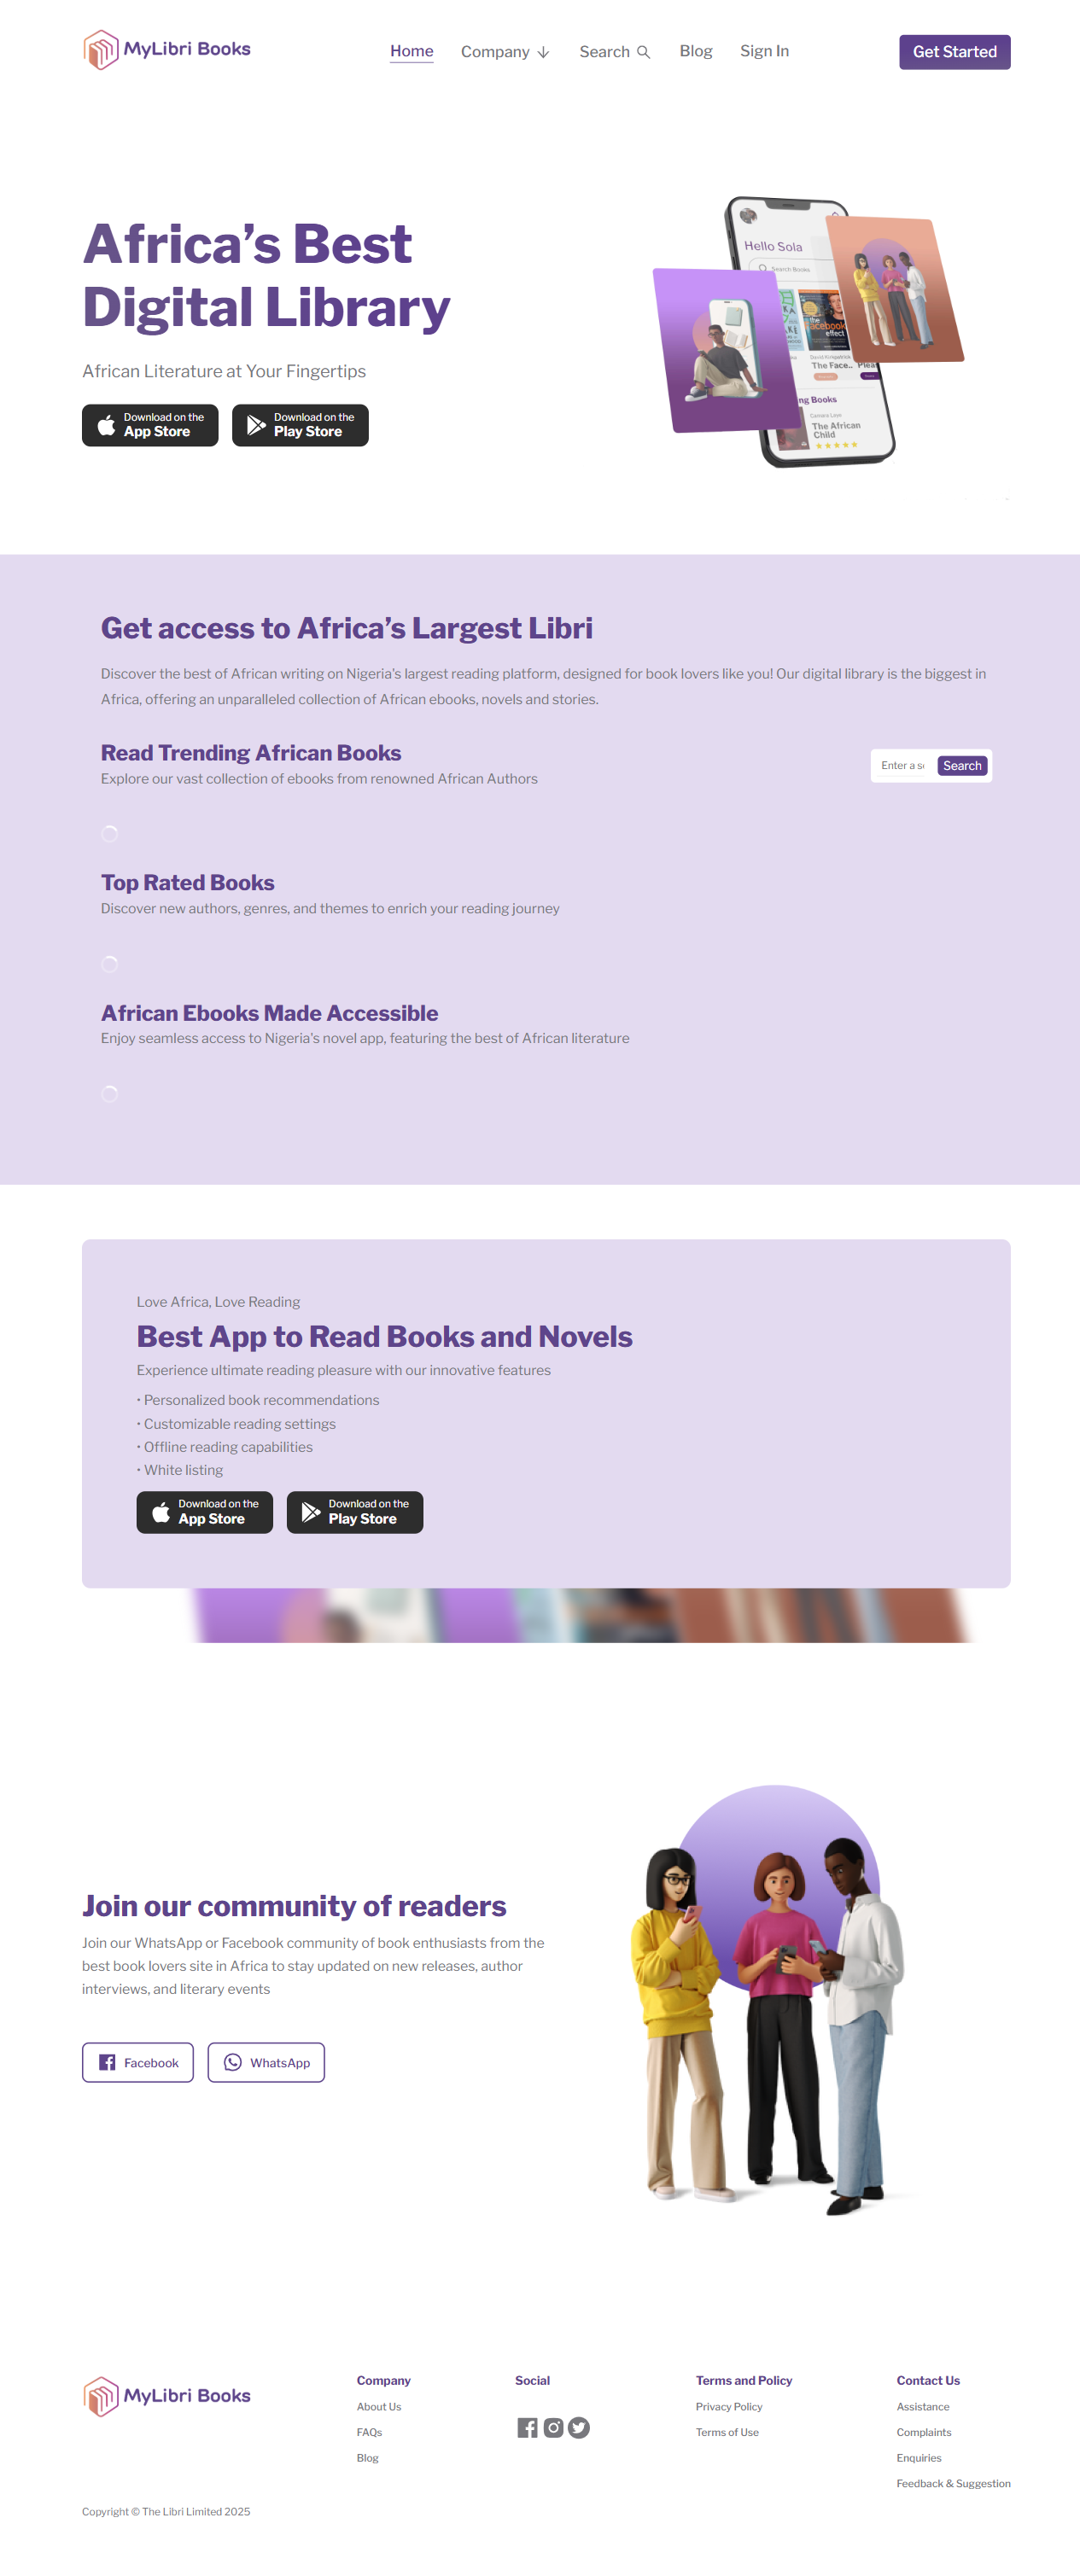 MyLibri Books
Home
Company
Search
Blog
Sign In
Get Started
Africa’s Best
Digital Library
African Literature at Your Fingertips
Download on the
App Store
Download on the
Play Store
Hello Sola
Search Books
the
facebook
effect
David Kirkpatrick
The Face..
ng Books
Camara Laye
The African
Child
Get access to Africa’s Largest Libri
Discover the best of African writing on Nigeria's largest reading platform, designed for book lovers like you! Our digital library is the biggest in
Africa, offering an unparalleled collection of African ebooks, novels and stories.
Read Trending African Books
Explore our vast collection of ebooks from renowned African Authors
Enter a se
Search
Top Rated Books
Discover new authors, genres, and themes to enrich your reading journey
African Ebooks Made Accessible
Enjoy seamless access to Nigeria's novel app, featuring the best of African literature
Love Africa, Love Reading
Best App to Read Books and Novels
Experience ultimate reading pleasure with our innovative features
• Personalized book recommendations
• Customizable reading settings
• Offline reading capabilities
• White listing
Download on the
App Store
Download on the
Play Store
Join our community of readers
Join our WhatsApp or Facebook community of book enthusiasts from the
best book lovers site in Africa to stay updated on new releases, author
interviews, and literary events
Facebook
WhatsApp
MyLibri Books
Company
About Us
FAQs
Blog
Social
Terms and Policy
Privacy Policy
Terms of Use
Contact Us
Assistance
Complaints
Enquiries
Feedback & Suggestion
Copyright © The Libri Limited 2025